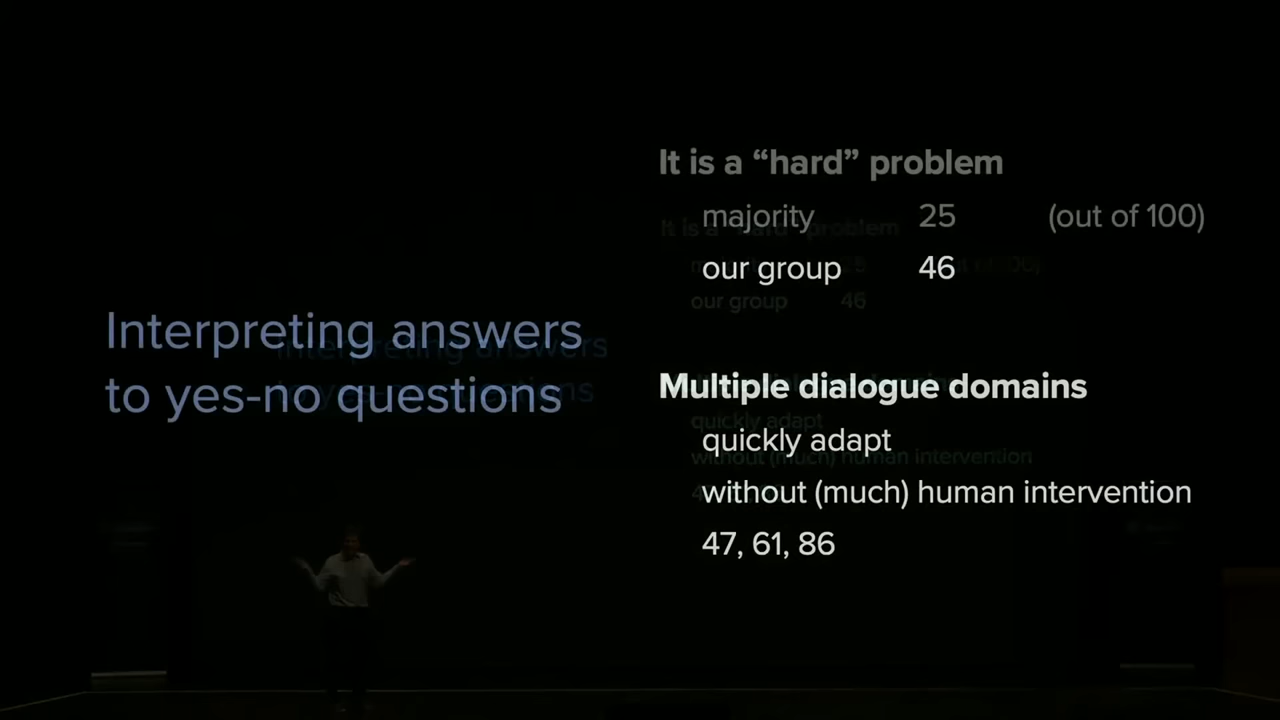 Interpreting answers
to yes-no questions
It is a “hard” problem
majority 25 (out of 100)
our group 46
Multiple dialogue domains
quickly adapt
without (much) human intervention
47, 61, 86